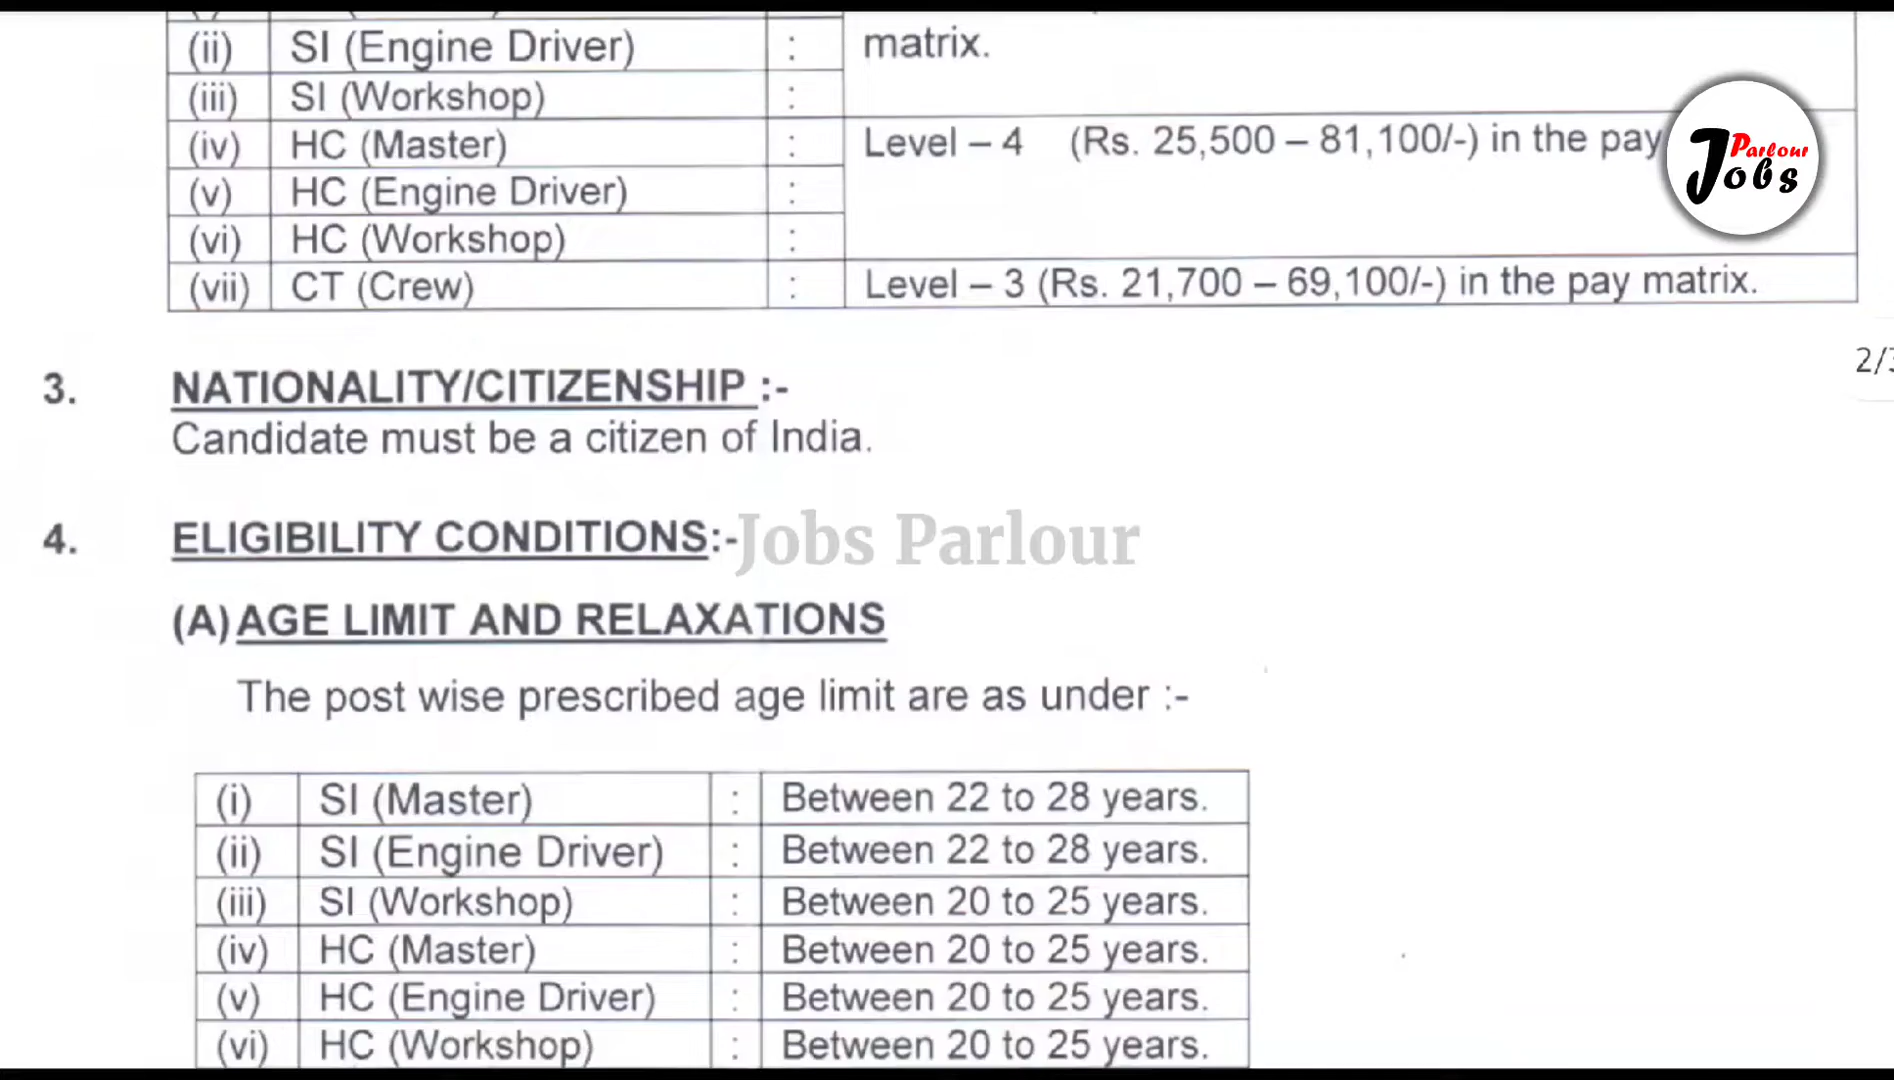 (ii) SI (Engine Driver) : matrix.
(iii) SI (Workshop) :
(iv) HC (Master) : Level – 4 (Rs. 25,500 – 81,100/-) in the pay
(v) HC (Engine Driver) :
(vi) HC (Workshop) :
(vii) CT (Crew) : Level – 3 (Rs. 21,700 – 69,100/-) in the pay matrix.
Parlour
Jobs
2/3
3. NATIONALITY/CITIZENSHIP :-
Candidate must be a citizen of India.
4. ELIGIBILITY CONDITIONS:-
Jobs Parlour
(A) AGE LIMIT AND RELAXATIONS
The post wise prescribed age limit are as under :-
(i) SI (Master) : Between 22 to 28 years.
(ii) SI (Engine Driver) : Between 22 to 28 years.
(iii) SI (Workshop) : Between 20 to 25 years.
(iv) HC (Master) : Between 20 to 25 years.
(v) HC (Engine Driver) : Between 20 to 25 years.
(vi) HC (Workshop) : Between 20 to 25 years.